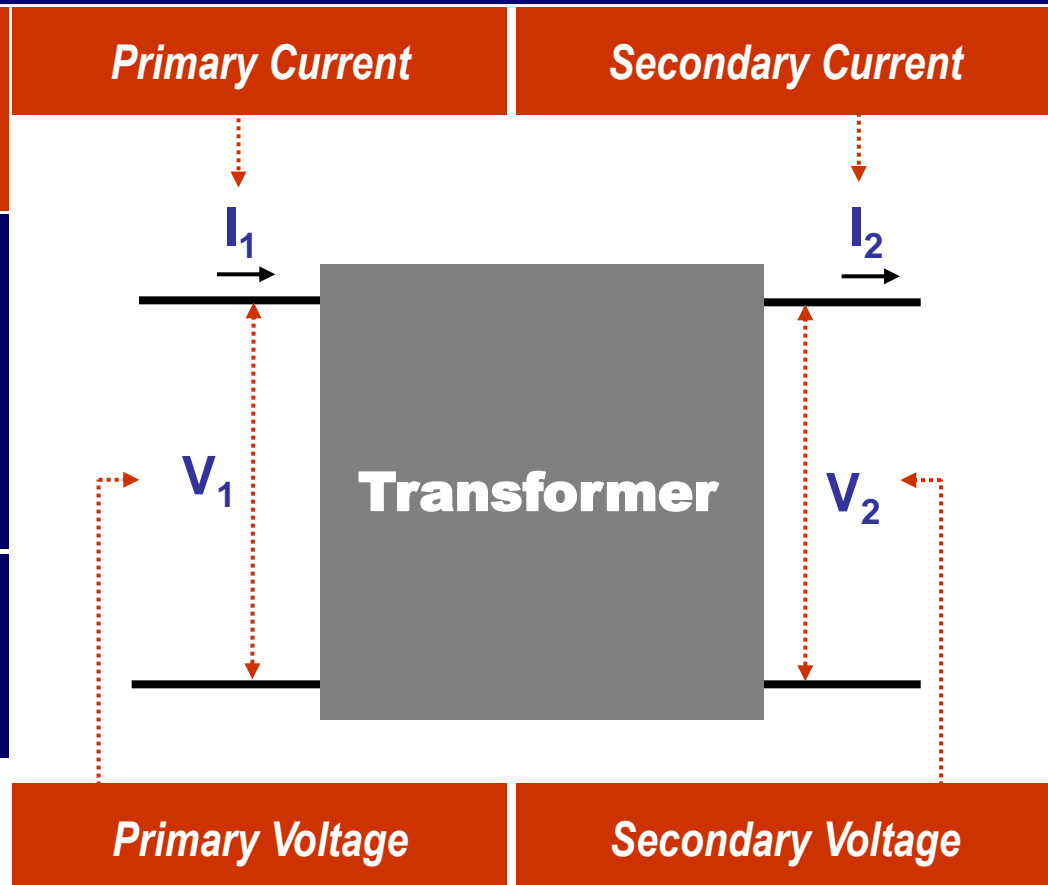 Primary Current
Secondary Current
I₁
I₂
V₁
Transformer
V₂
Primary Voltage
Secondary Voltage